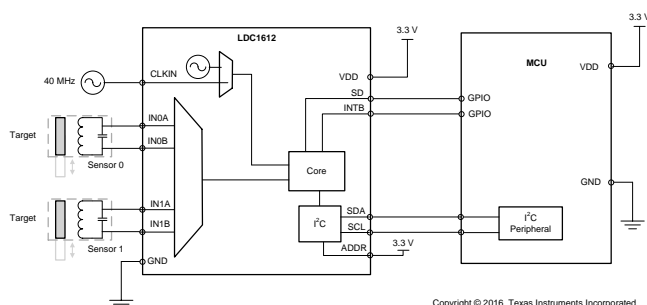 3.3 V
3.3 V
LDC1612
MCU
40 MHz
CLKIN
VDD
VDD
SD
GPIO
INTB
GPIO
IN0A
Target
IN0B
Sensor 0
Core
GND
IN1A
Target
IN1B
Sensor 1
I²C
SDA
SCL
I²C
Peripheral
ADDR
3.3 V
GND
Copyright © 2016, Texas Instruments Incorporated